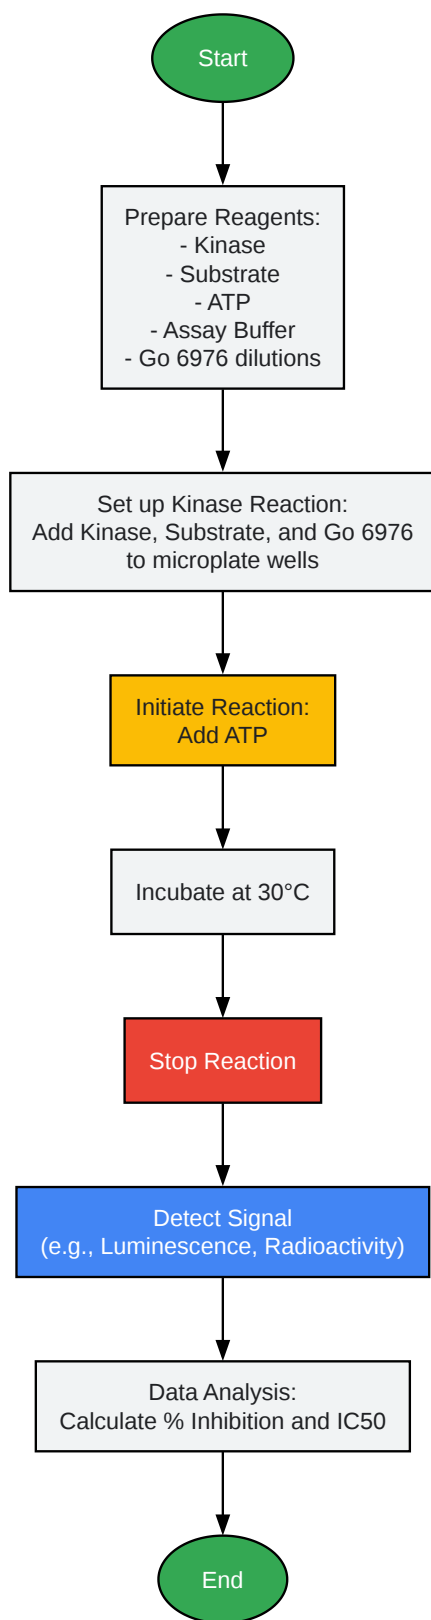 Start
Prepare Reagents:
- Kinase
- Substrate
- ATP
- Assay Buffer
- Go 6976 dilutions
Set up Kinase Reaction:
Add Kinase, Substrate, and Go 6976
to microplate wells
Initiate Reaction:
Add ATP
Incubate at 30°C
Stop Reaction
Detect Signal
(e.g., Luminescence, Radioactivity)
Data Analysis:
Calculate % Inhibition and IC50
End